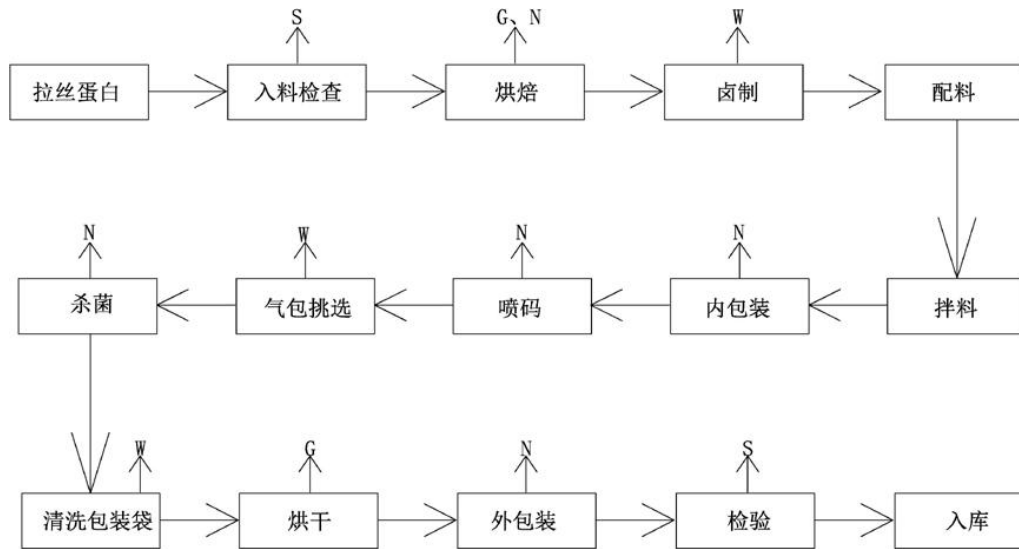 S G、N W
拉丝蛋白 入料检查 烘焙 卤制 配料
N W N N
杀菌 气包挑选 喷码 内包装 拌料
W G N S
清洗包装袋 烘干 外包装 检验 入库